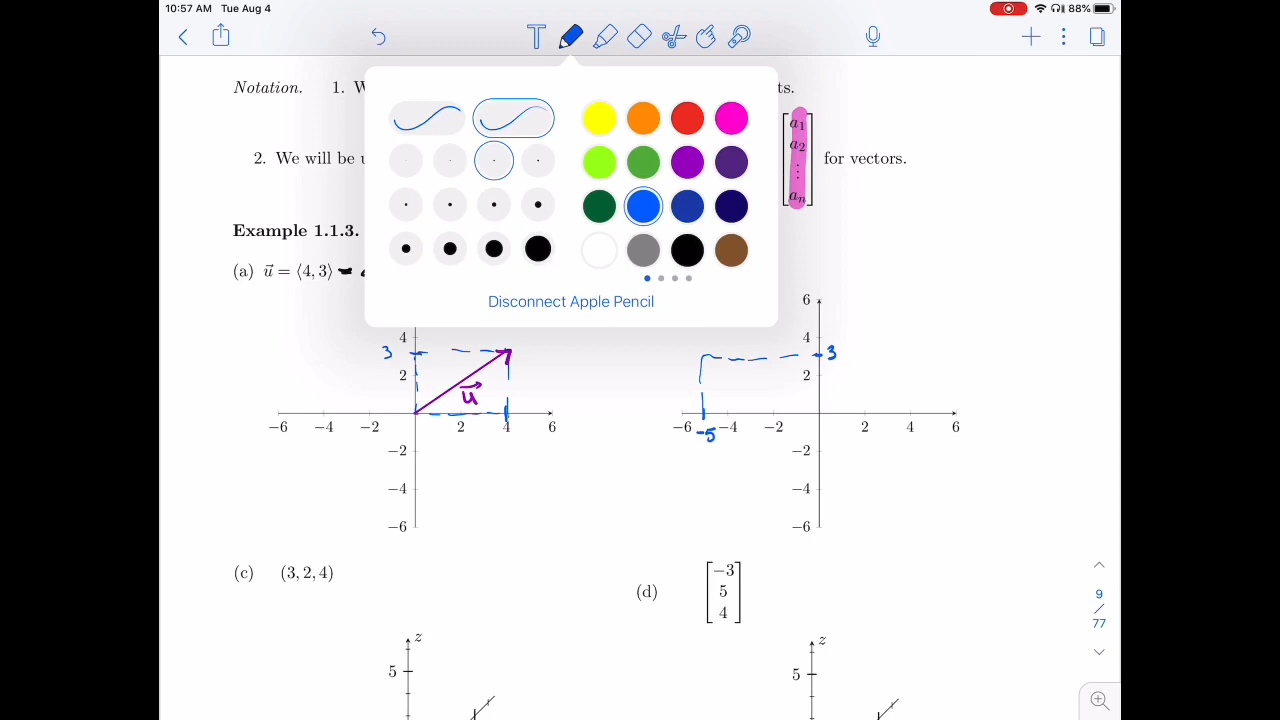 10:57 AM Tue Aug 4
88%
T
Notation. 1. W
ts.
a1
a2
⋮
an
2. We will be u
for vectors.
Example 1.1.3.
(a) u⃗ = ⟨4, 3⟩
Disconnect Apple Pencil
4
3
2
u⃗
−6 −4 −2 2 4 6
−2
−4
−6
6
4
3
2
−6 −5 −4 −2 2 4 6
−2
−4
−6
(c) (3, 2, 4)
(d)
−3
5
4
9
/
77
z
5
z
5